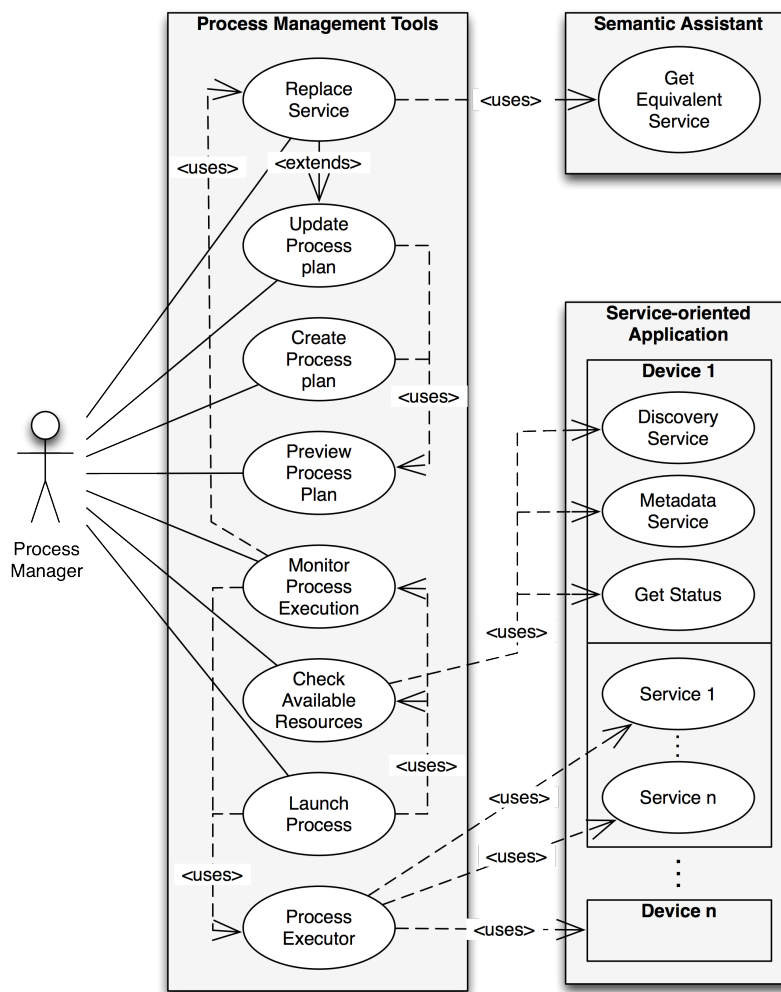 Process Management Tools
Semantic Assistant
Replace
Service
<uses>
Get
Equivalent
Service
<uses>
<extends>
Update
Process
plan
Service-oriented
Application
Create
Process
plan
Device 1
<uses>
Discovery
Service
Preview
Process
Plan
Metadata
Service
Process
Manager
Monitor
Process
Execution
Get Status
<uses>
Check
Available
Resources
Service 1
<uses>
<uses>
Launch
Process
Service n
<uses>
<uses>
Process
Executor
<uses>
Device n